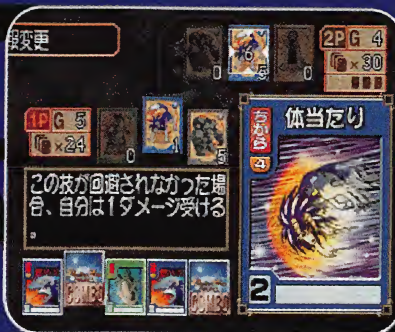 変更
2P G 4
×30
0
5
0
1P G 5
×24
0
1
5
体当たり
ちから
4
2
この技が回避されなかった場
合、自分は1ダメージ受ける
。
COMBO
COMBO